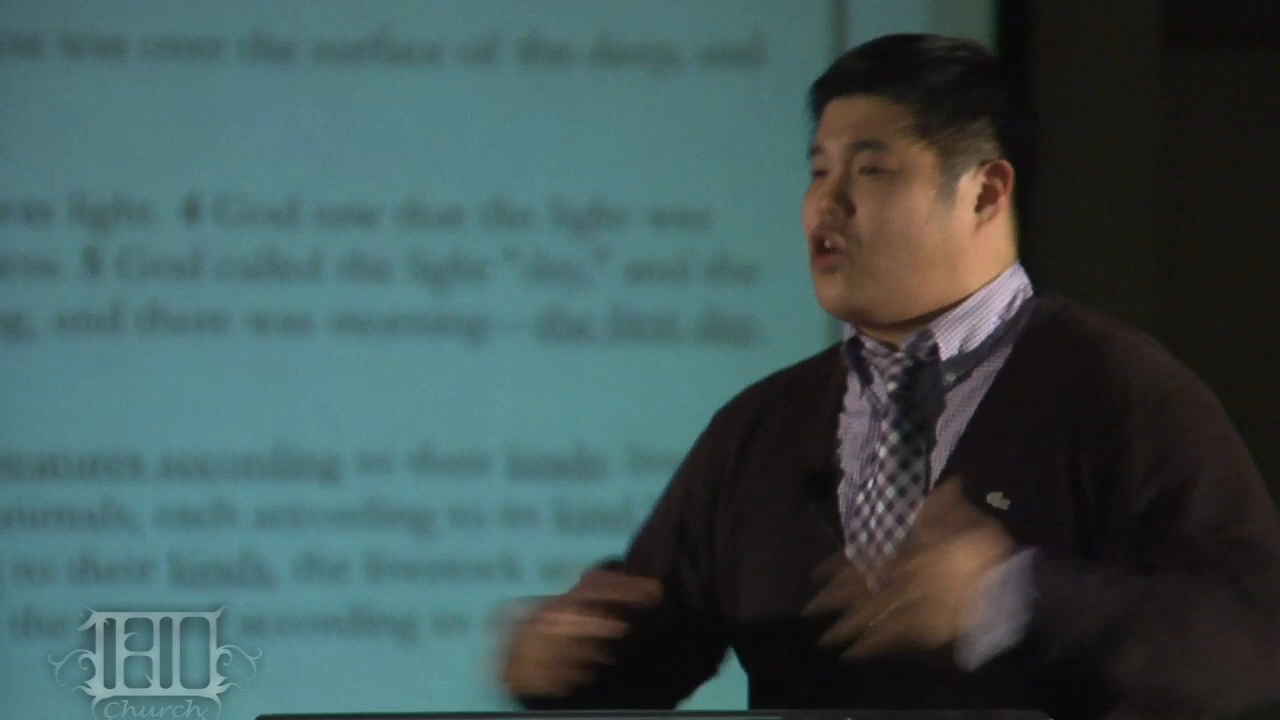 was over the surface of the deep, and
light. 4 God saw that the light was
5 God called the light "day," and the
and there was morning—the first day.
creatures according to their kinds
animals, each according to its kind
to their kinds, the livestock
the according to
Church